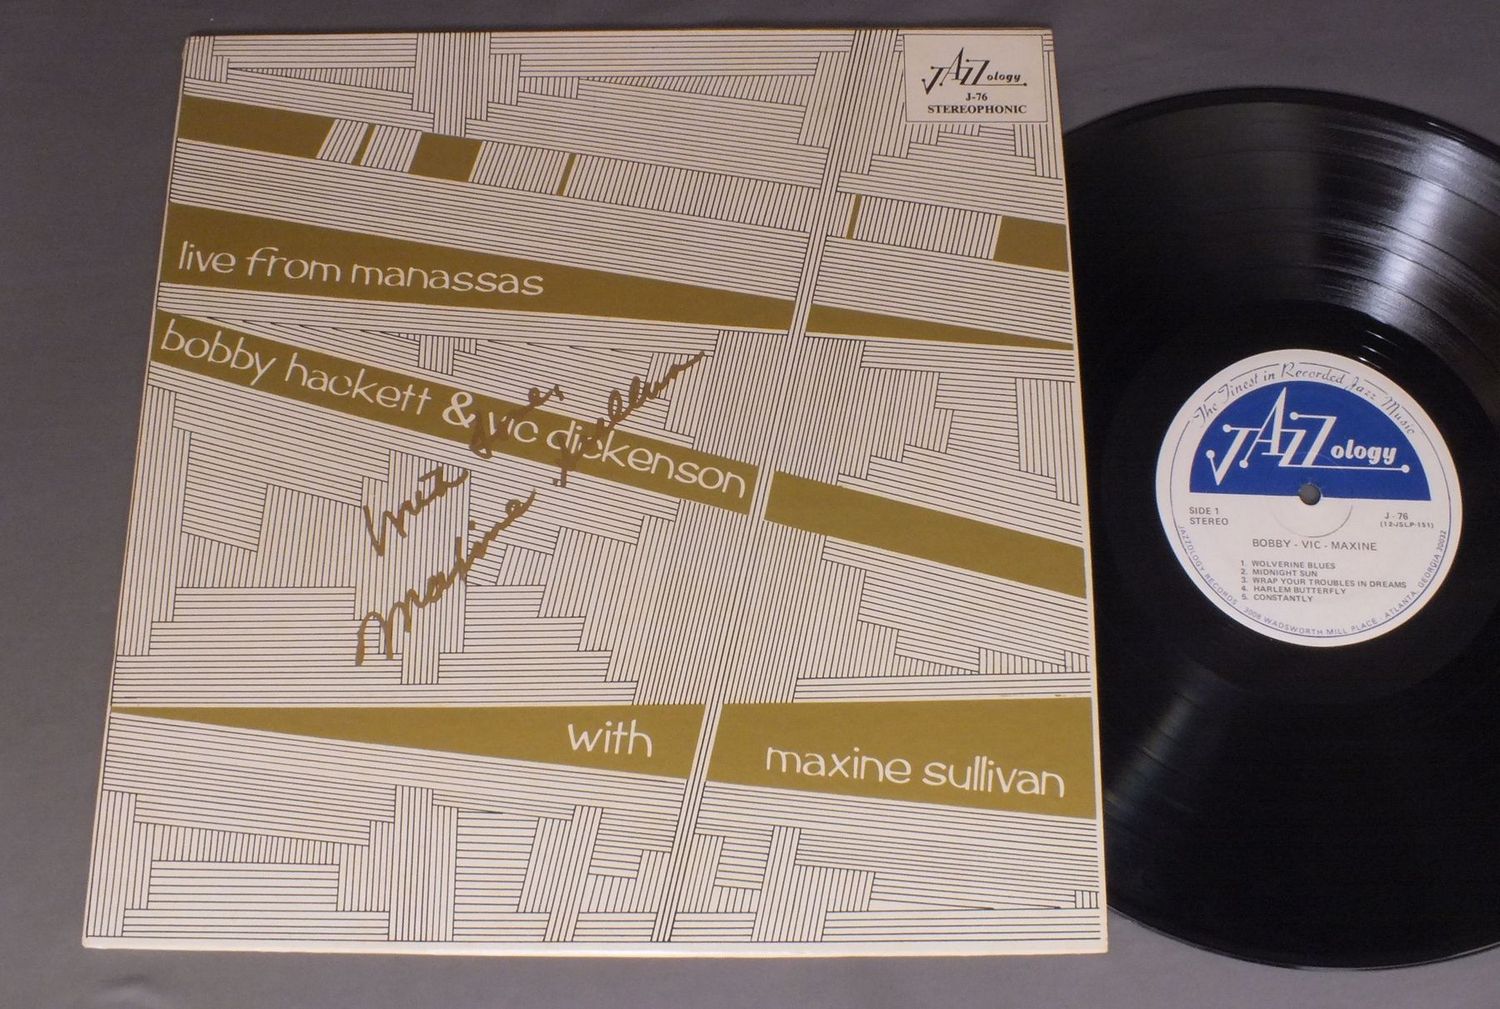 JAZZology
J-76
STEREOPHONIC
live from manassas
bobby hackett & vic dickenson
with love,
maxine sullivan
with maxine sullivan
The Finest in Recorded Jazz Music
JAZZology
SIDE 1
STEREO
J - 76
(12-JSLP-151)
BOBBY - VIC - MAXINE
1. WOLVERINE BLUES
2. MIDNIGHT SUN
3. WRAP YOUR TROUBLES IN DREAMS
4. HARLEM BUTTERFLY
5. CONSTANTLY
JAZZOLOGY RECORDS · 3008 WADSWORTH MILL PLACE · ATLANTA, GEORGIA 30032